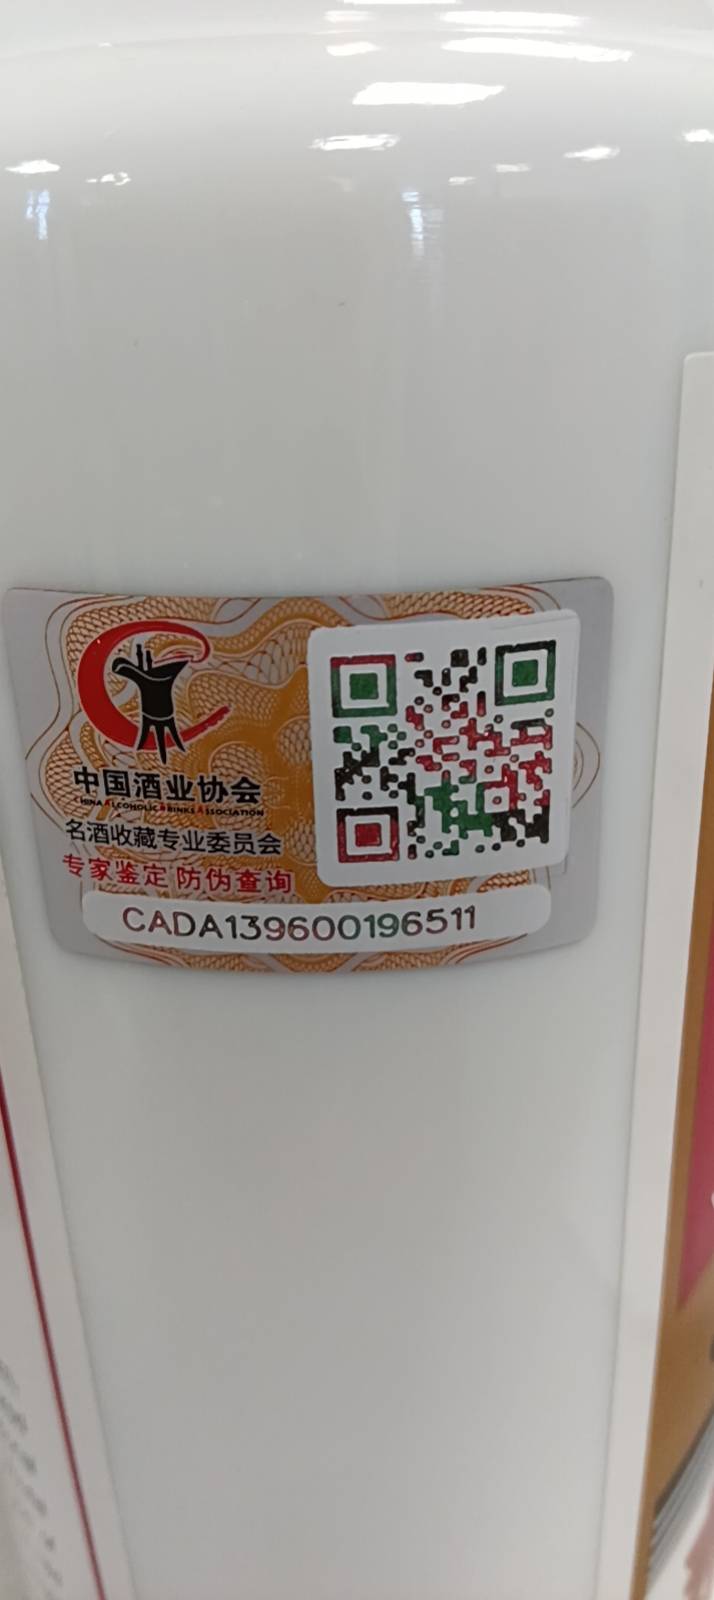 中国酒业协会
CHINA ALCOHOLIC DRINKS ASSOCIATION
名酒收藏专业委员会
专家鉴定 防伪查询
CADA139600196511